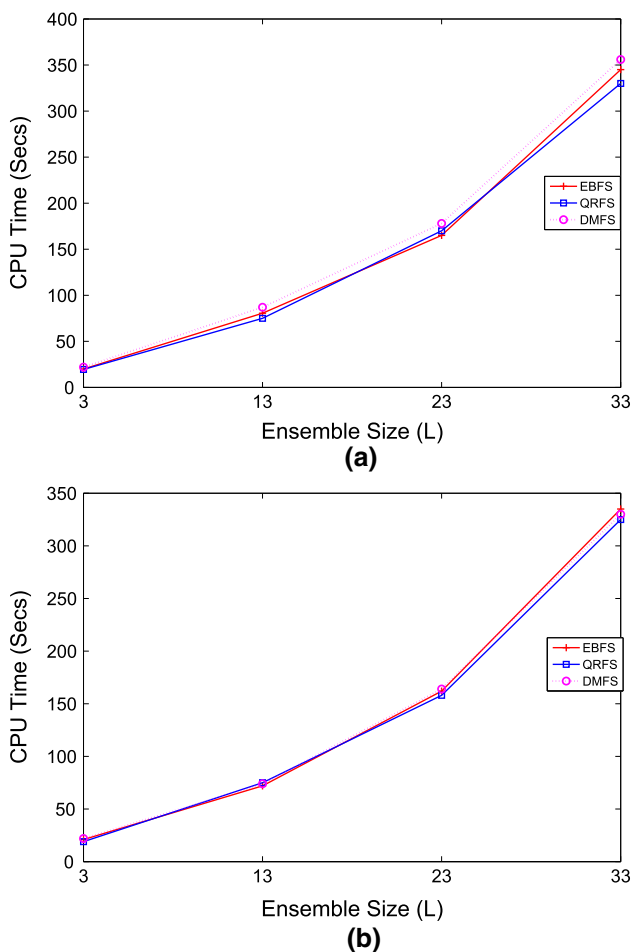 400
350
300
250
200
150
100
50
0
CPU Time (Secs)
EBFS
QRFS
DMFS
3 13 23 33
Ensemble Size (L)
(a)
350
300
250
200
150
100
50
0
CPU Time (Secs)
EBFS
QRFS
DMFS
3 13 23 33
Ensemble Size (L)
(b)